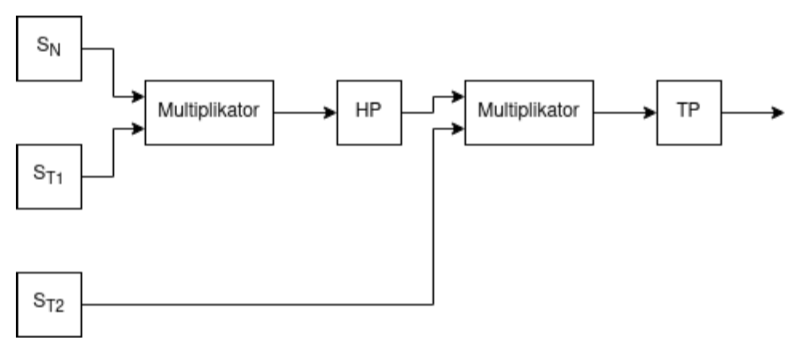 S_N
Multiplikator
HP
Multiplikator
TP
S_T1
S_T2